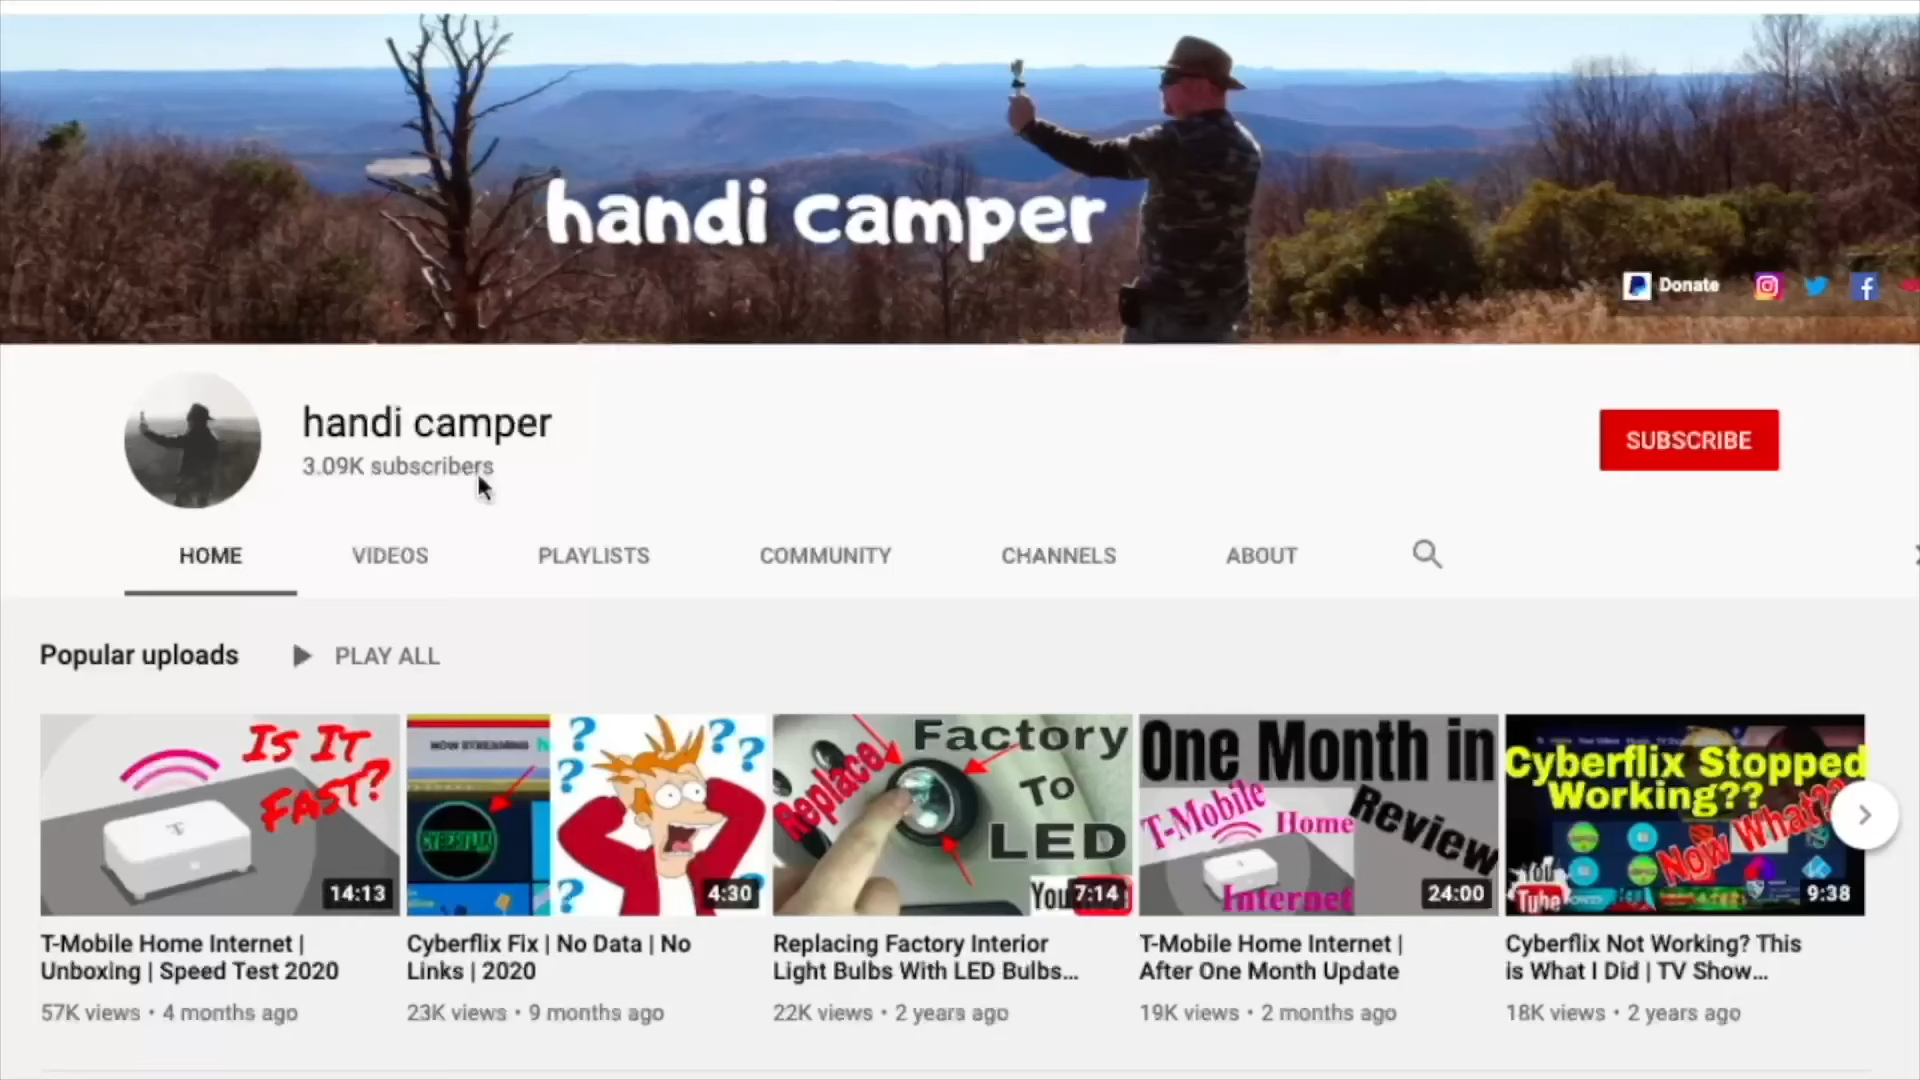 handi camper
Donate
handi camper
3.09K subscribers
SUBSCRIBE
HOME VIDEOS PLAYLISTS COMMUNITY CHANNELS ABOUT
Popular uploads PLAY ALL
IS IT
FAST?
14:13
NOW STREAMING
CYBERFLIX
4:30
Replace
Factory
To
LED
You
7:14
One Month in
Review
T-Mobile
Home
Internet
24:00
Cyberflix Stopped
Working??
Now What??
You
Tube
9:38
T-Mobile Home Internet |
Unboxing | Speed Test 2020
57K views • 4 months ago
Cyberflix Fix | No Data | No
Links | 2020
23K views • 9 months ago
Replacing Factory Interior
Light Bulbs With LED Bulbs...
22K views • 2 years ago
T-Mobile Home Internet |
After One Month Update
19K views • 2 months ago
Cyberflix Not Working? This
is What I Did | TV Show...
18K views • 2 years ago